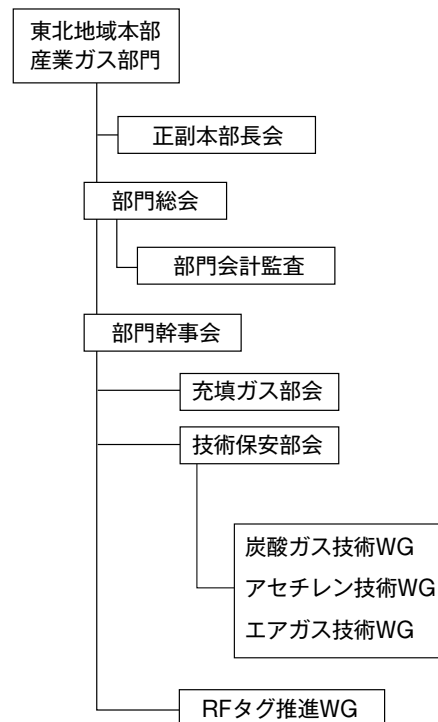 東北地域本部
産業ガス部門
正副本部長会
部門総会
部門会計監査
部門幹事会
充填ガス部会
技術保安部会
炭酸ガス技術WG
アセチレン技術WG
エアガス技術WG
RFタグ推進WG